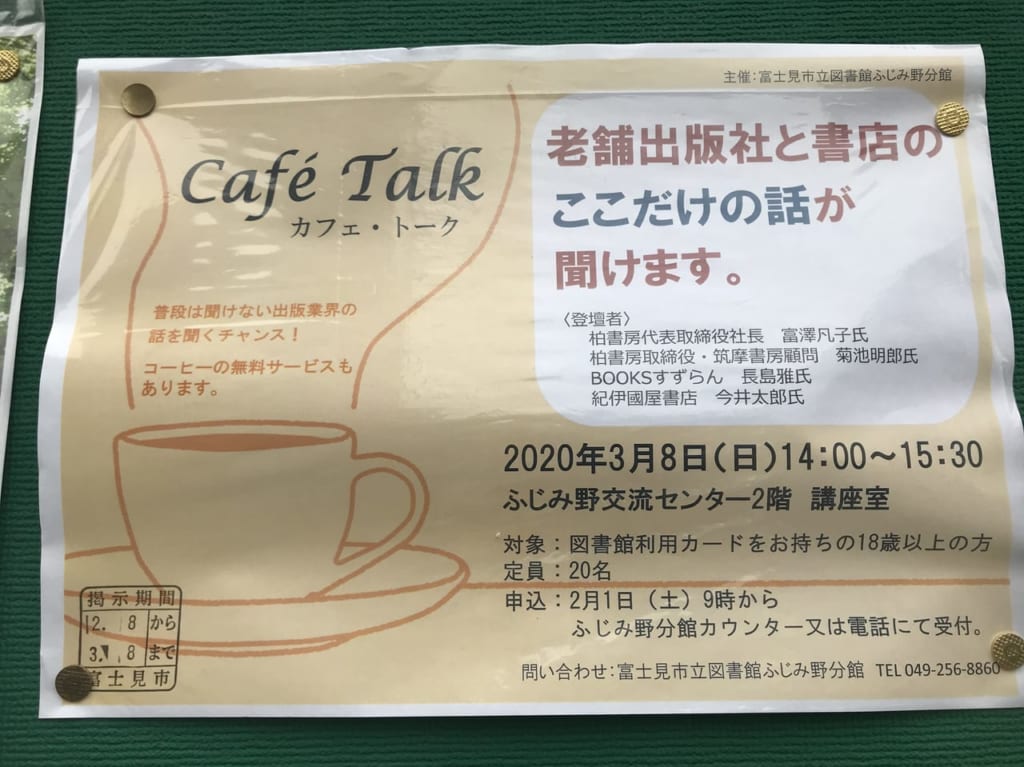 主催：富士見市立図書館ふじみ野分館
Café Talk
カフェ・トーク
老舗出版社と書店の
ここだけの話が
聞けます。
普段は聞けない出版業界の
話を聞くチャンス！
コーヒーの無料サービスも
あります。
〈登壇者〉
柏書房代表取締役社長　富澤凡子氏
柏書房取締役・筑摩書房顧問　菊池明郎氏
BOOKSすずらん　長島雅氏
紀伊國屋書店　今井太郎氏
2020年3月8日（日）14：00～15：30
ふじみ野交流センター2階　講座室
対象：図書館利用カードをお持ちの18歳以上の方
定員：20名
申込：2月1日（土）9時から
ふじみ野分館カウンター又は電話にて受付。
問い合わせ：富士見市立図書館ふじみ野分館　TEL 049-256-8860
掲示期間
2. 8 から
3. 8 まで
富士見市